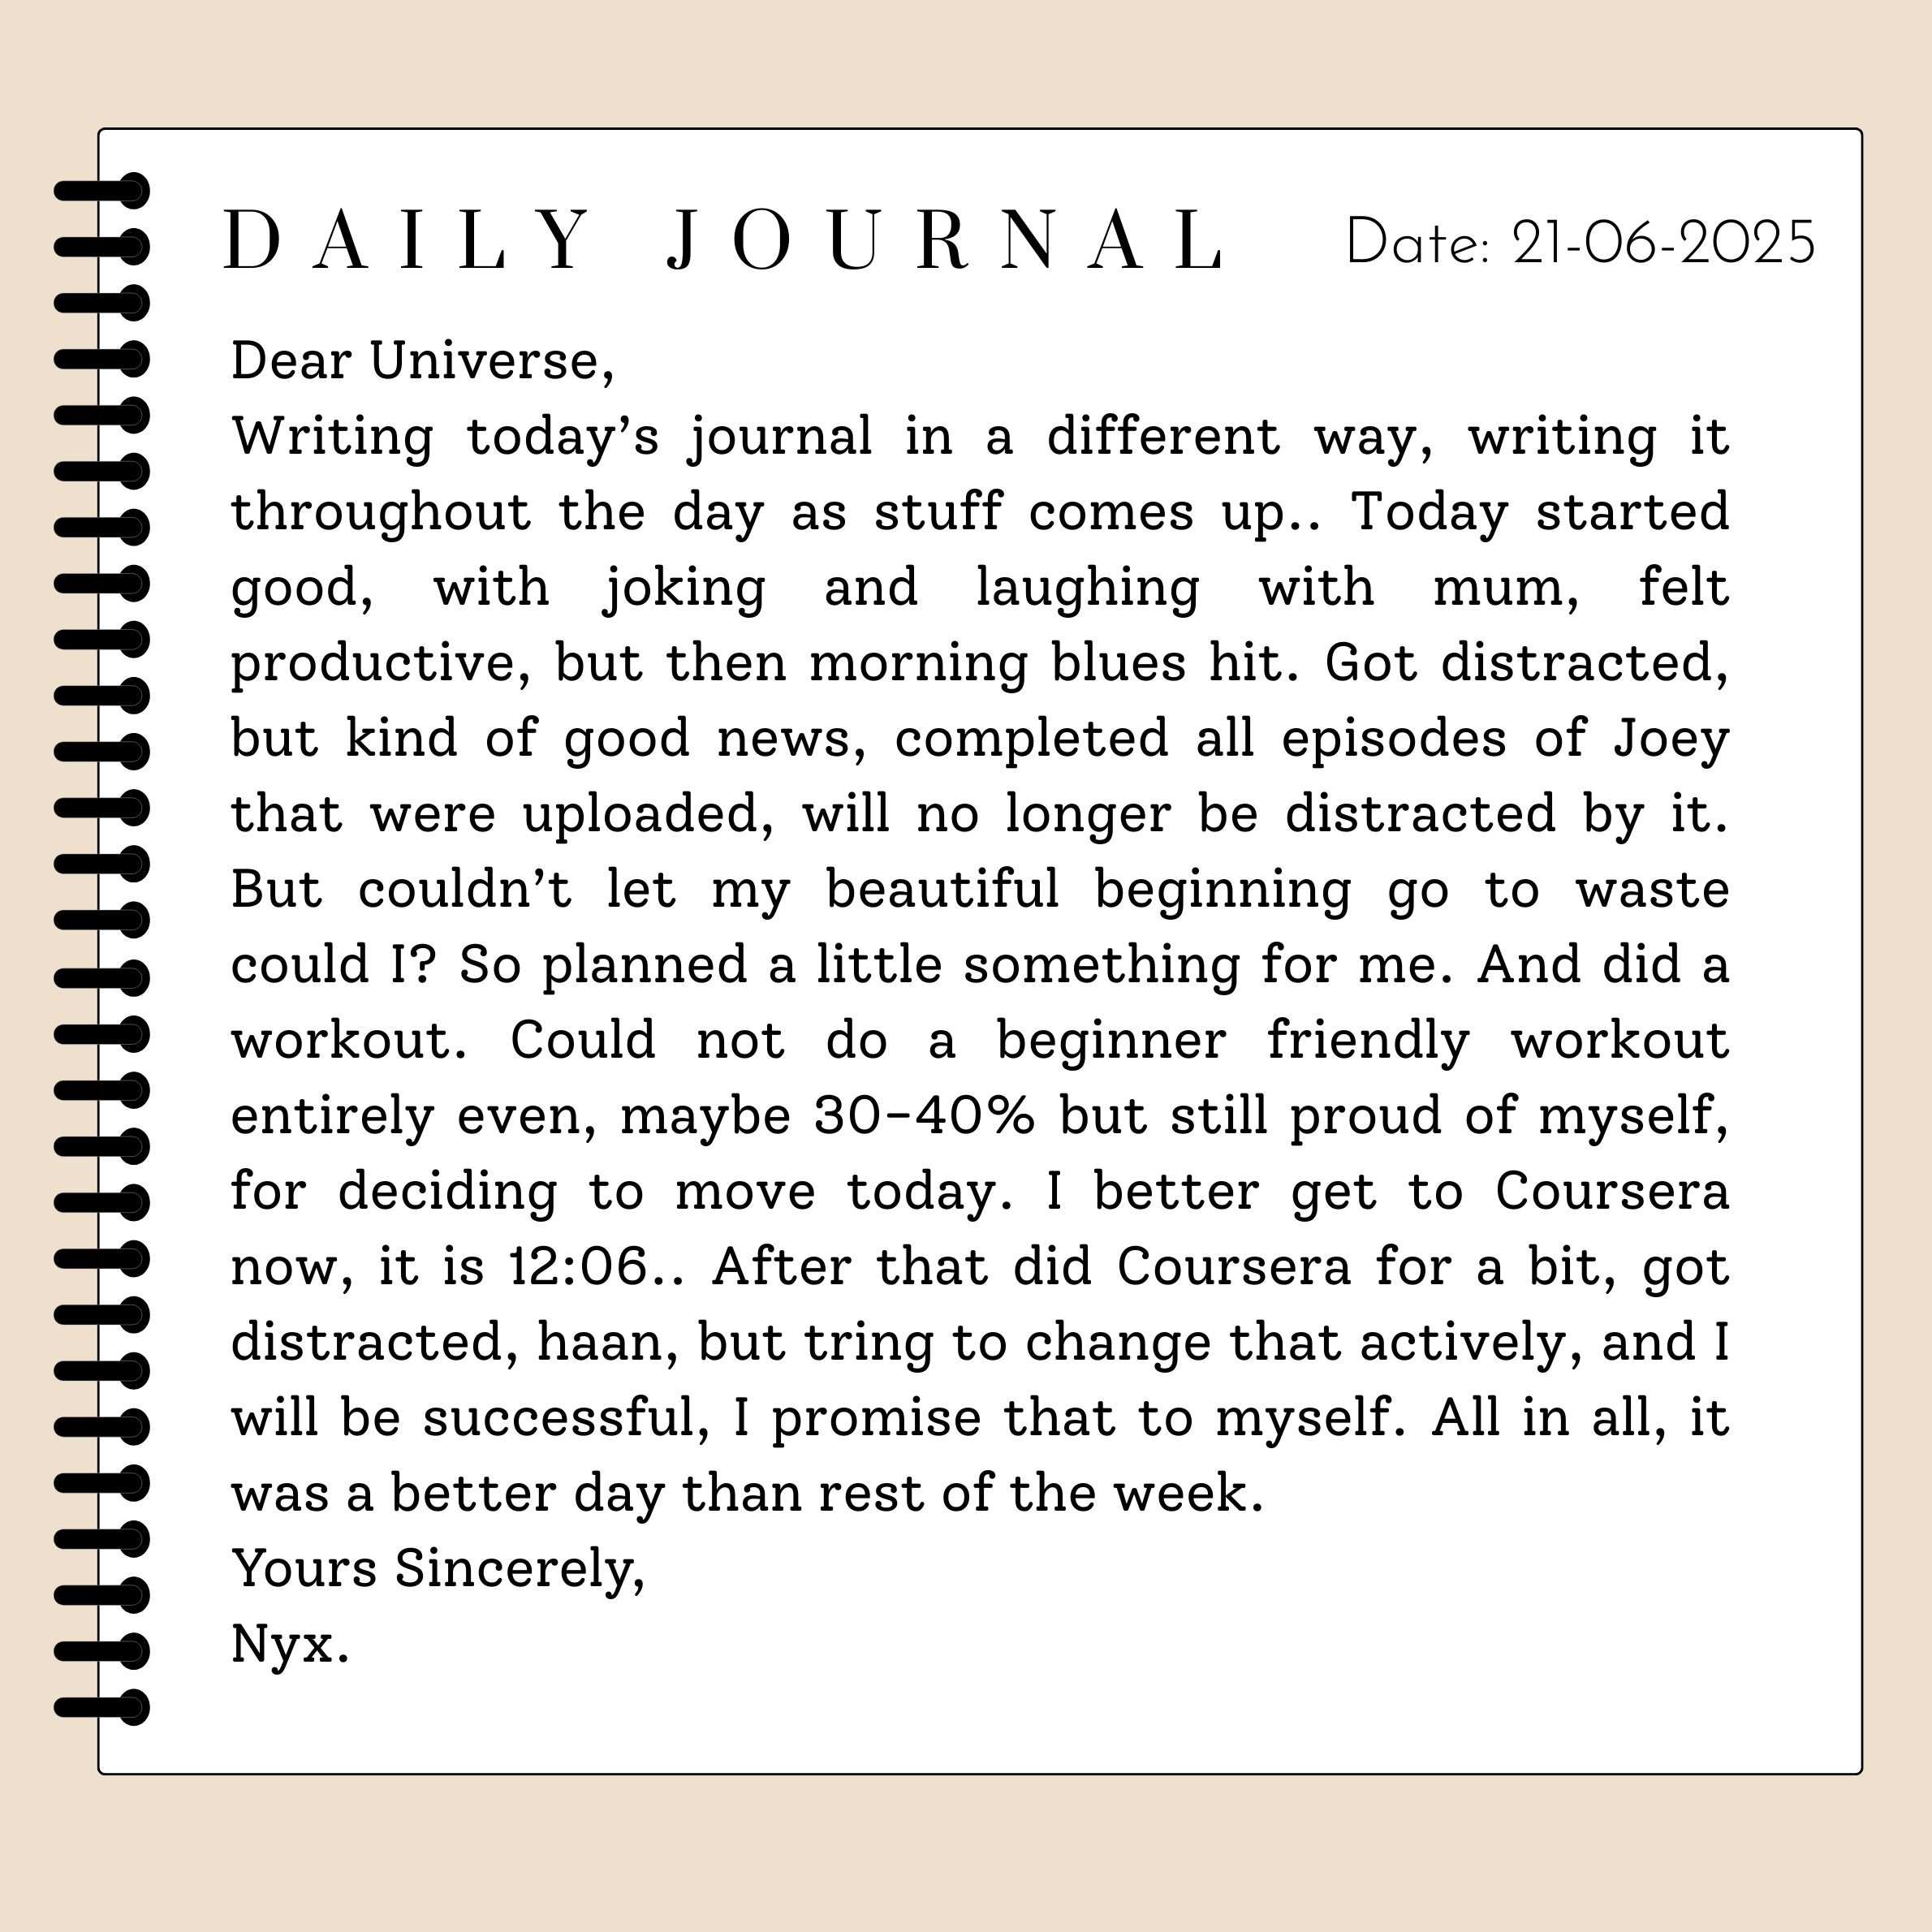 DAILY JOURNAL Date: 21-06-2025
Dear Universe,
Writing today’s journal in a different way, writing it
throughout the day as stuff comes up.. Today started
good, with joking and laughing with mum, felt
productive, but then morning blues hit. Got distracted,
but kind of good news, completed all episodes of Joey
that were uploaded, will no longer be distracted by it.
But couldn’t let my beautiful beginning go to waste
could I? So planned a little something for me. And did a
workout. Could not do a beginner friendly workout
entirely even, maybe 30-40% but still proud of myself,
for deciding to move today. I better get to Coursera
now, it is 12:06.. After that did Coursera for a bit, got
distracted, haan, but tring to change that actively, and I
will be successful, I promise that to myself. All in all, it
was a better day than rest of the week.
Yours Sincerely,
Nyx.